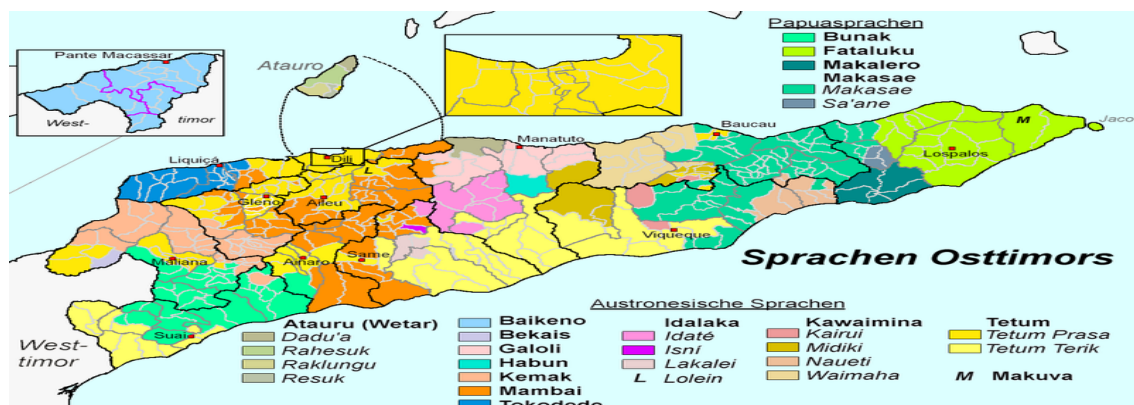 Papuasprachen
Bunak
Fataluku
Makalero
Makasae
Makasae
Sa'ane
Pante Macassar
West-
timor
Atauro
Baucau
Manatuto
Jaco
M
Lospalos
Liquiçá
Dili
L
Gleno
Aileu
Viqueque
Maliana
Ainaro
Same
Suai
West-
timor
Sprachen Osttimors
Austronesische Sprachen
Atauru (Wetar)
Dadu'a
Rahesuk
Raklungu
Resuk
Baikeno
Bekais
Galoli
Habun
Kemak
Mambai
Tokodede
Idalaka
Idaté
Isní
Lakalei
L Lolein
Kawaimina
Kairui
Midiki
Naueti
Waimaha
Tetum
Tetum Prasa
Tetum Terik
M Makuva